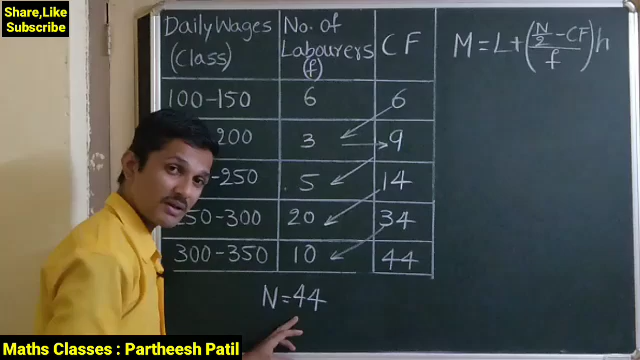 Share,Like
Subscribe
Daily Wages (Class) No. of Labourers (f) CF
M = L + ((N/2 - CF)/f)h
100-150 6 6
200 3 9
-250 5 14
250-300 20 34
300-350 10 44
N=44
Maths Classes : Partheesh Patil